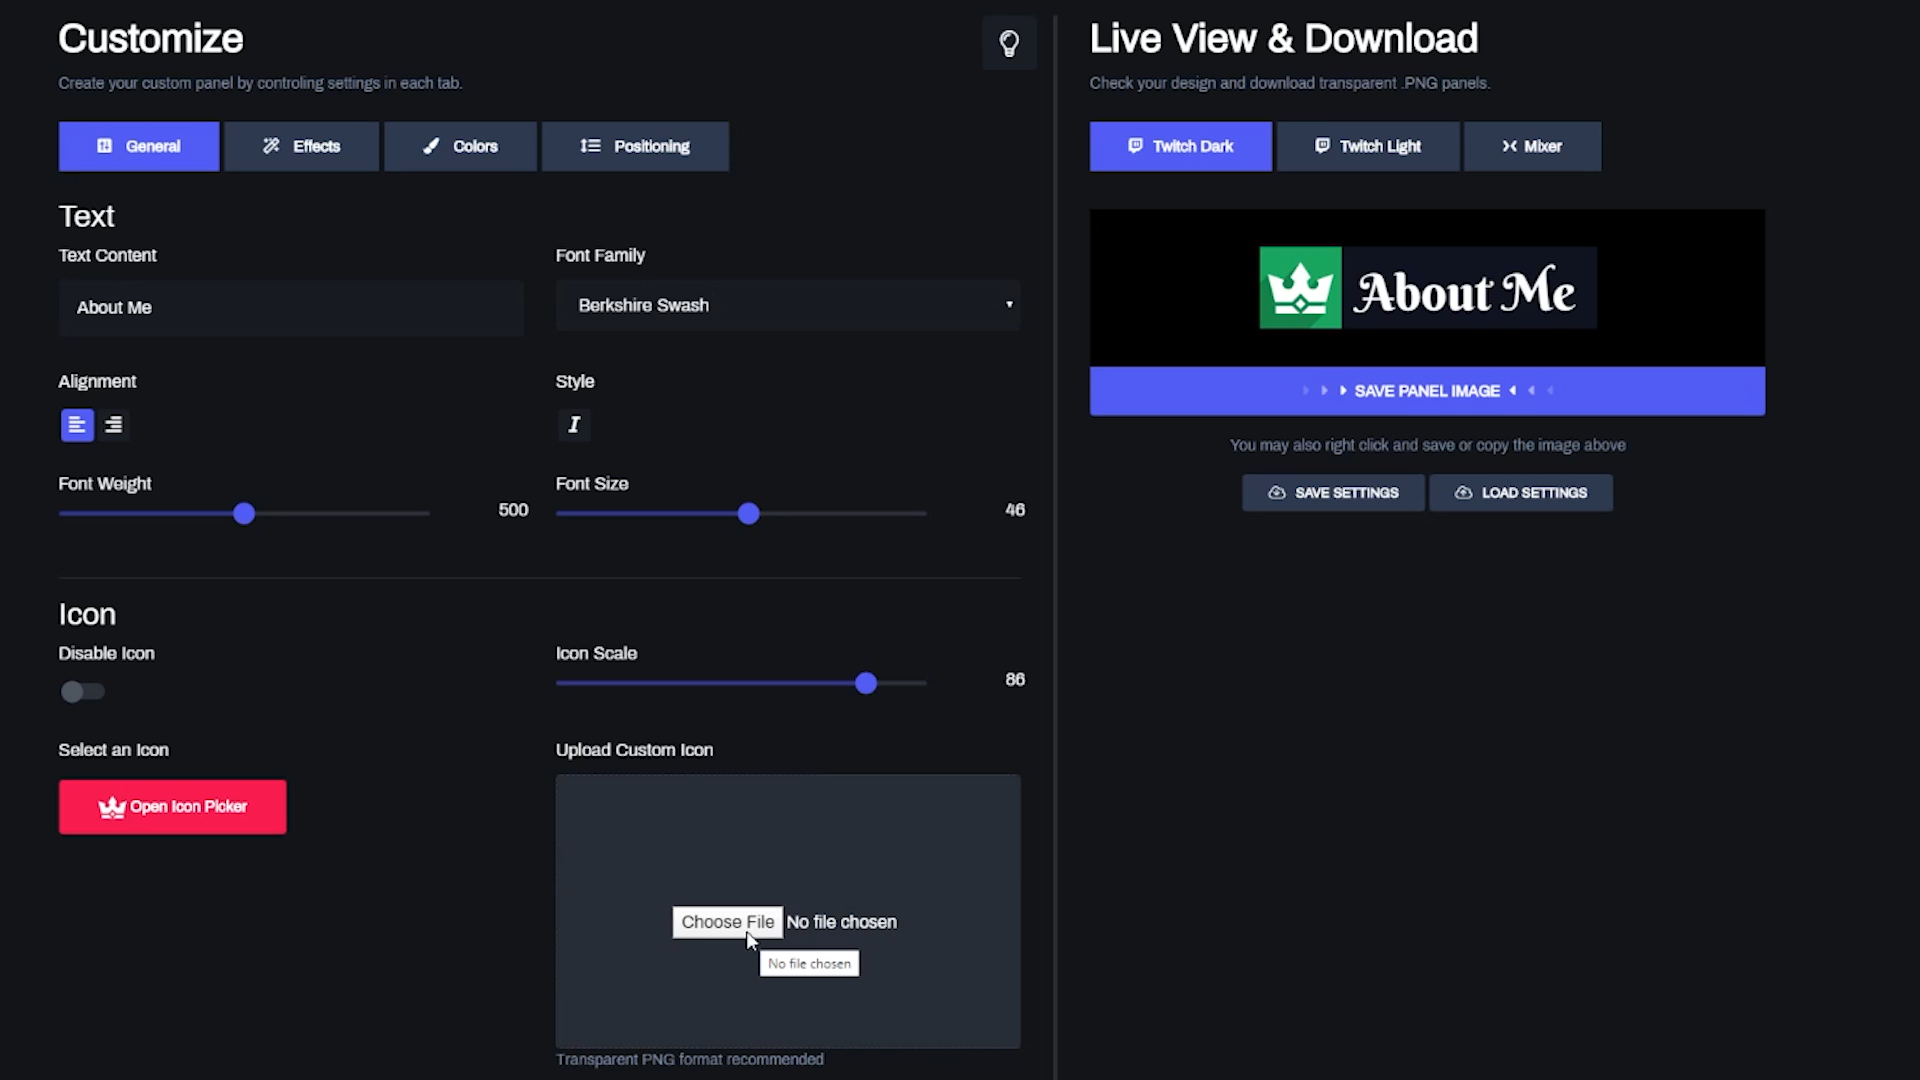 Customize
Create your custom panel by controling settings in each tab.
General
Effects
Colors
Positioning
Text
Text Content
About Me
Font Family
Berkshire Swash
Alignment
Style
I
Font Weight
500
Font Size
46
Icon
Disable Icon
Icon Scale
86
Select an Icon
Open Icon Picker
Upload Custom Icon
Choose File No file chosen
No file chosen
Transparent PNG format recommended
Live View & Download
Check your design and download transparent .PNG panels.
Twitch Dark
Twitch Light
Mixer
About Me
SAVE PANEL IMAGE
You may also right click and save or copy the image above
SAVE SETTINGS
LOAD SETTINGS